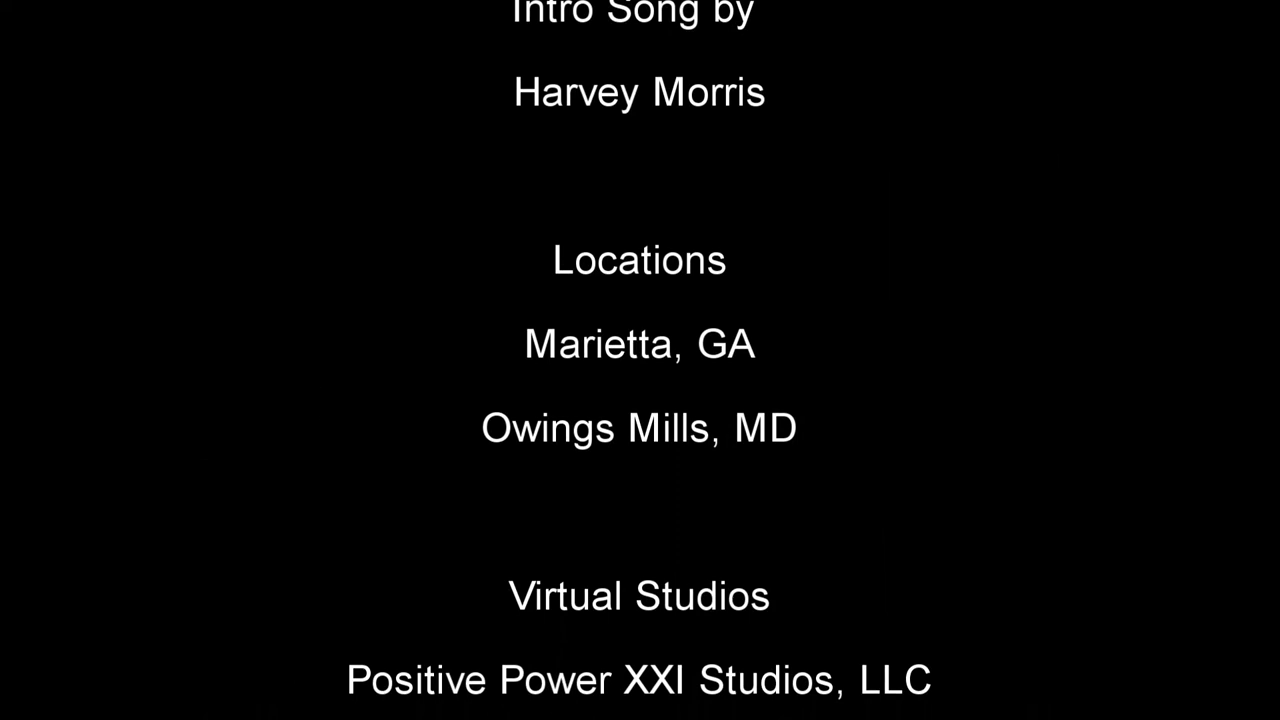 Intro Song by
Harvey Morris
Locations
Marietta, GA
Owings Mills, MD
Virtual Studios
Positive Power XXI Studios, LLC